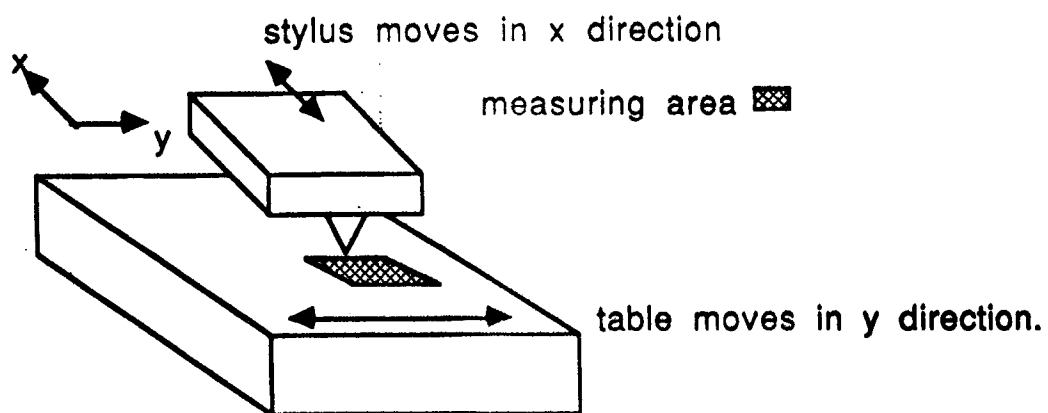 stylus moves in x direction
x
measuring area
y
table moves in y direction.